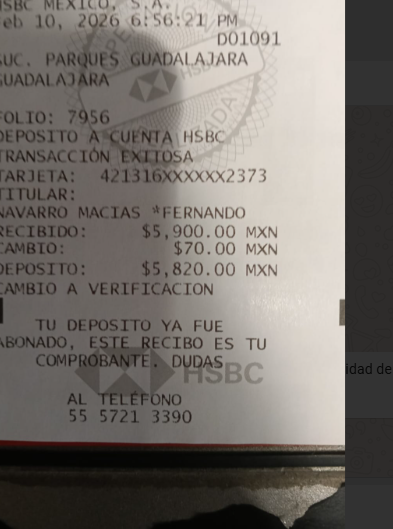 HSBC MEXICO, S.A.
Feb 10, 2026 6:56:21 PM
D01091
SUC. PARQUES GUADALAJARA
GUADALAJARA
FOLIO: 7956
DEPOSITO A CUENTA HSBC
TRANSACCIÓN EXITOSA
TARJETA: 421316XXXXXX2373
TITULAR:
NAVARRO MACIAS *FERNANDO
RECIBIDO: $5,900.00 MXN
CAMBIO: $70.00 MXN
DEPOSITO: $5,820.00 MXN
CAMBIO A VERIFICACION
TU DEPOSITO YA FUE
ABONADO, ESTE RECIBO ES TU
COMPROBANTE. DUDAS
HSBC
AL TELÉFONO
55 5721 3390
idad de